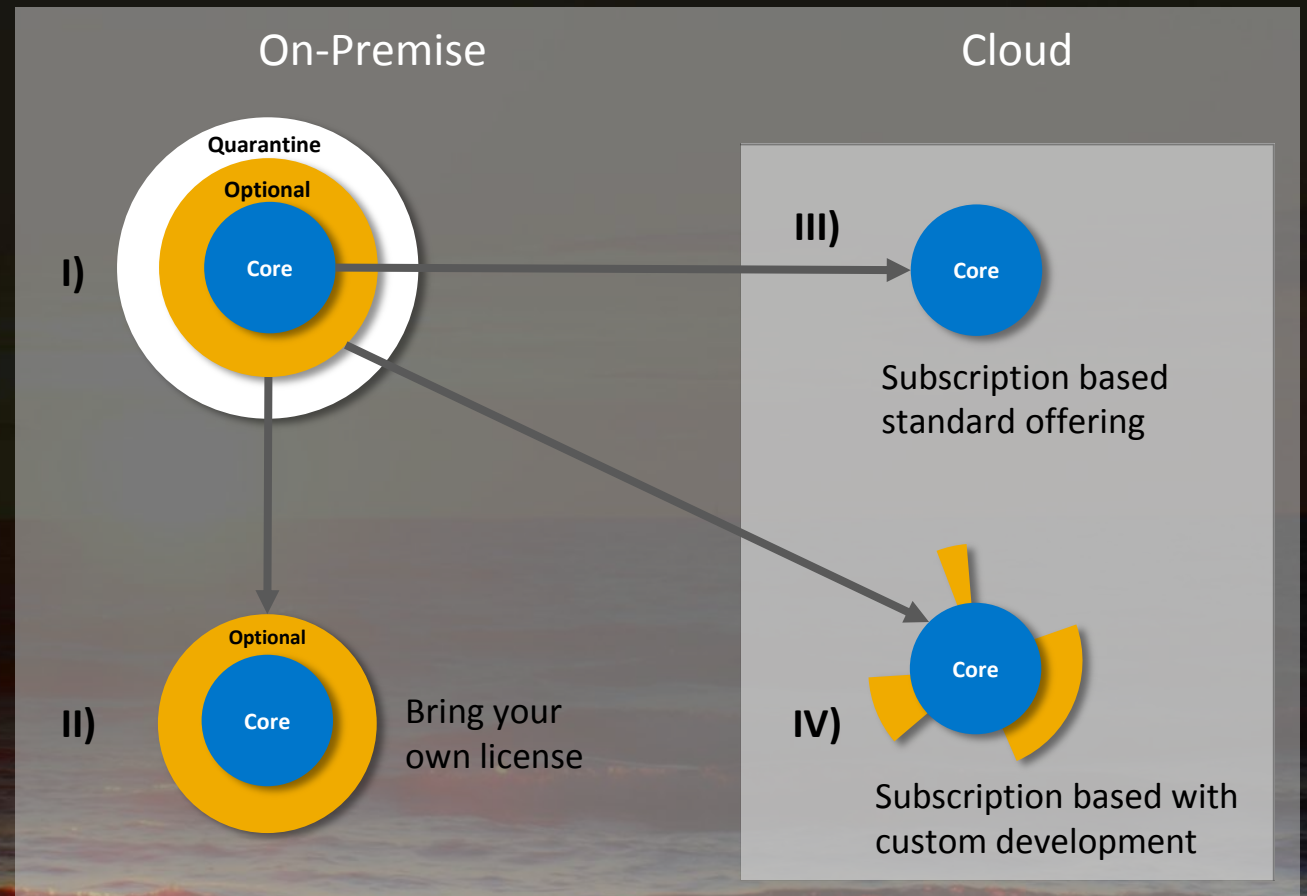 On-Premise
Cloud
Quarantine
Optional
Core
I)
III)
Core
Subscription based
standard offering
Optional
Core
II)
Bring your
own license
Core
IV)
Subscription based with
custom development